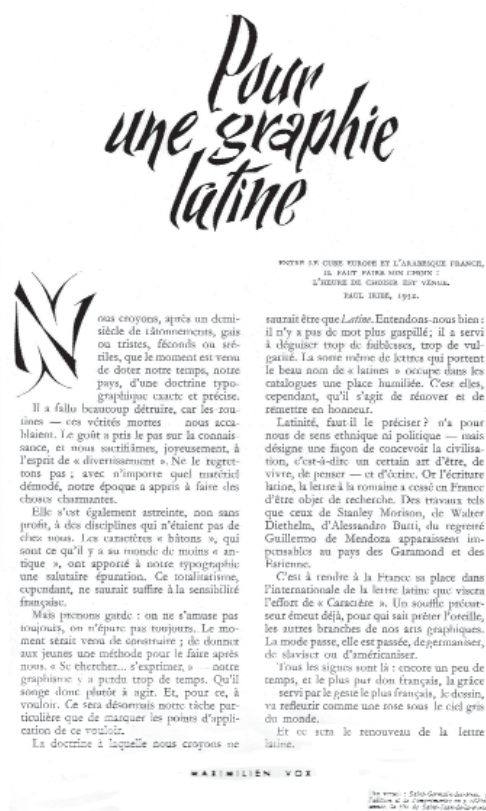 Pour
une graphie
latine
ENTRE LE CUBE EUROPE ET L'ARABESQUE FRANCE,
IL FAUT FAIRE SON CHOIX :
L'HEURE DE CHOISIR EST VENUE.
PAUL IRIBE, 1932.
Nous croyons, après un demi-
siècle de tâtonnements, gais
ou tristes, féconds ou sté-
riles, que le moment est venu
de doter notre temps, notre
pays, d'une doctrine typo-
graphique exacte et précise.
Il a fallu beaucoup détruire, car les rou-
tines — ces vérités mortes — nous acca-
blaient. Le goût a pris le pas sur la connais-
sance, et nous sacrifiâmes, joyeusement, à
l'esprit de « divertissement ». Ne le regret-
tons pas ; avec n'importe quel matériel
démodé, notre époque a appris à faire des
choses charmantes.
Elle s'est également astreinte, non sans
profit, à des disciplines qui n'étaient pas de
chez nous. Les caractères « bâtons », qui
sont ce qu'il y a au monde de moins « an-
tique », ont apporté à notre typographie
une salutaire épuration. Ce totalitarisme,
cependant, ne saurait suffire à la sensibilité
française.
Mais prenons garde : on ne s'amuse pas
toujours, on n'épure pas toujours. Le mo-
ment serait venu de construire ; de donner
aux jeunes une méthode pour le faire après
nous. « Se chercher... s'exprimer, » — notre
graphisme y a perdu trop de temps. Qu'il
songe donc plutôt à agir. Et, pour ce, à
vouloir. Ce sera désormais notre tâche par-
ticulière que de marquer les points d'appli-
cation de ce vouloir.
La doctrine à laquelle nous croyons ne
saurait être que Latine. Entendons-nous bien :
il n'y a pas de mot plus gaspillé ; il a servi
à déguiser trop de faiblesses, trop de vul-
garité. La sorte même de lettres qui portent
le beau nom de « latines » occupe dans les
catalogues une place humiliée. C'est elles,
cependant, qu'il s'agit de rénover et de
remettre en honneur.
Latinité, faut-il le préciser ? n'a pour
nous de sens ethnique ni politique — mais
désigne une façon de concevoir la civilisa-
tion, c'est-à-dire un certain art d'être, de
vivre, de penser — et d'écrire. Or l'écriture
latine, la lettre à la romaine a cessé en France
d'être objet de recherche. Des travaux tels
que ceux de Stanley Morison, de Walter
Diethelm, d'Alessandro Butti, du regretté
Guillermo de Mendoza apparaissent im-
pensables au pays des Garamond et des
Estienne.
C'est à rendre à la France sa place dans
l'internationale de la lettre latine que visera
l'effort de « Caractère ». Un souffle précur-
seur émeut déjà, pour qui sait prêter l'oreille,
les autres branches de nos arts graphiques.
La mode passe, elle est passée, de germaniser,
de slaviser ou d'américaniser.
Tous les signes sont là : encore un peu de
temps, et le plus pur don français, la grâce
— servi par le geste le plus français, le dessin,
va refleurir comme une rose sous le ciel gris
du monde.
Et ce sera le renouveau de la lettre
latine.
MAXIMILIEN VOX